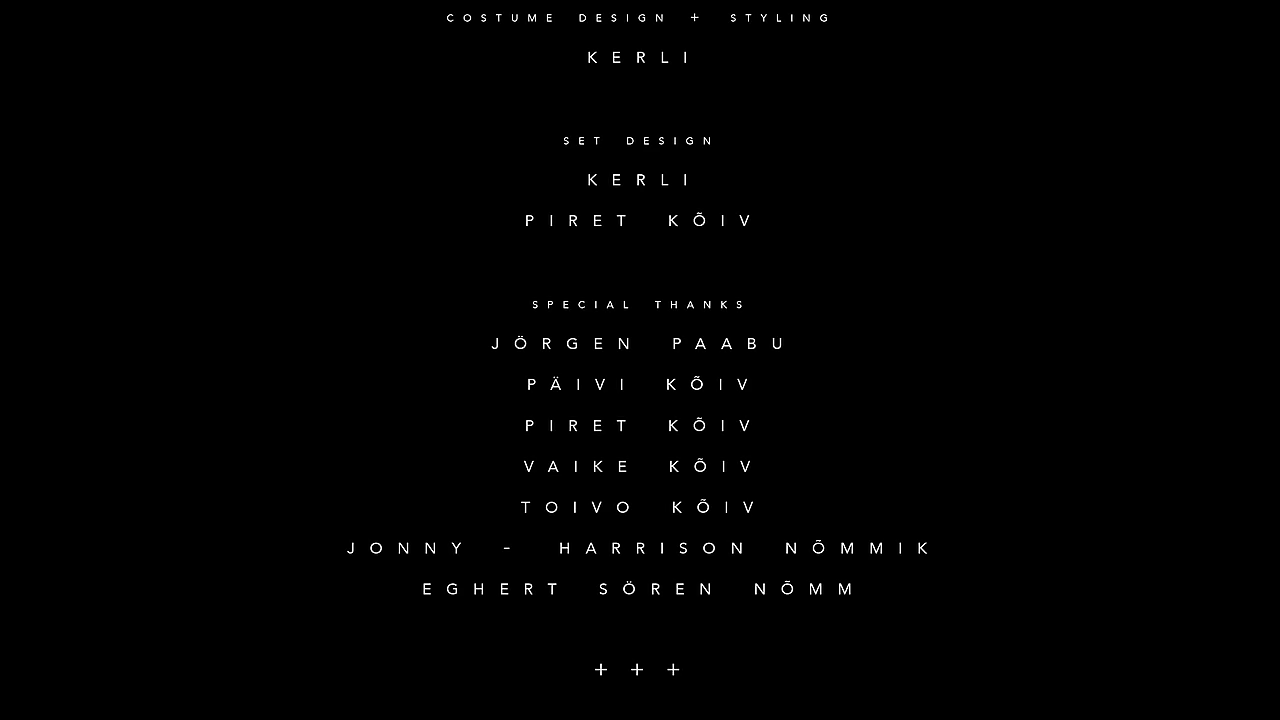 COSTUME DESIGN + STYLING
KERLI
SET DESIGN
KERLI
PIRET KÕIV
SPECIAL THANKS
JÖRGEN PAABU
PÄIVI KÕIV
PIRET KÕIV
VAIKE KÕIV
TOIVO KÕIV
JONNY - HARRISON NÕMMIK
EGHERT SÖREN NÕMM
+ + +